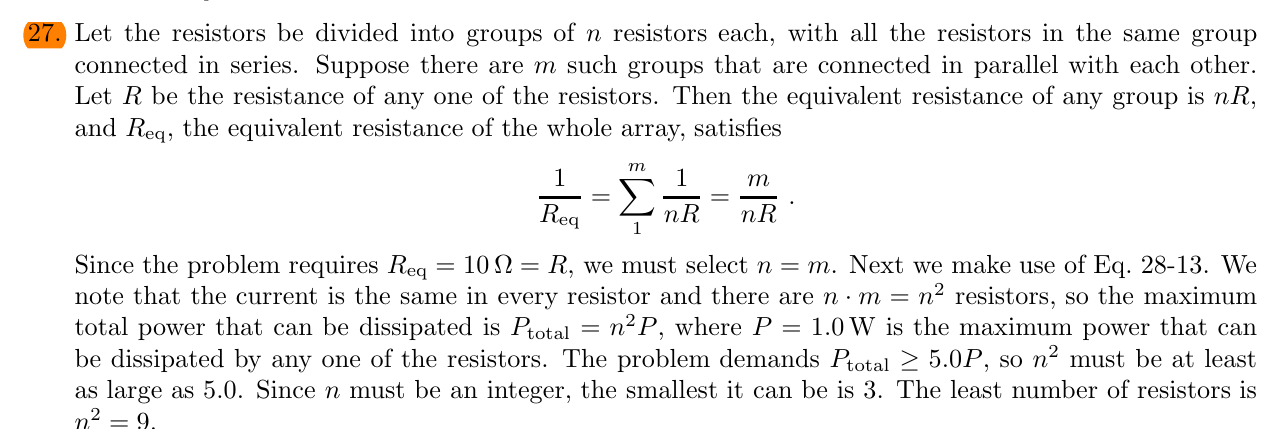 27. Let the resistors be divided into groups of n resistors each, with all the resistors in the same group
connected in series. Suppose there are m such groups that are connected in parallel with each other.
Let R be the resistance of any one of the resistors. Then the equivalent resistance of any group is nR,
and R_eq, the equivalent resistance of the whole array, satisfies
1/R_eq = ∑_1^m 1/nR = m/nR .
Since the problem requires R_eq = 10 Ω = R, we must select n = m. Next we make use of Eq. 28-13. We
note that the current is the same in every resistor and there are n · m = n² resistors, so the maximum
total power that can be dissipated is P_total = n²P, where P = 1.0 W is the maximum power that can
be dissipated by any one of the resistors. The problem demands P_total ≥ 5.0P, so n² must be at least
as large as 5.0. Since n must be an integer, the smallest it can be is 3. The least number of resistors is
n² = 9.